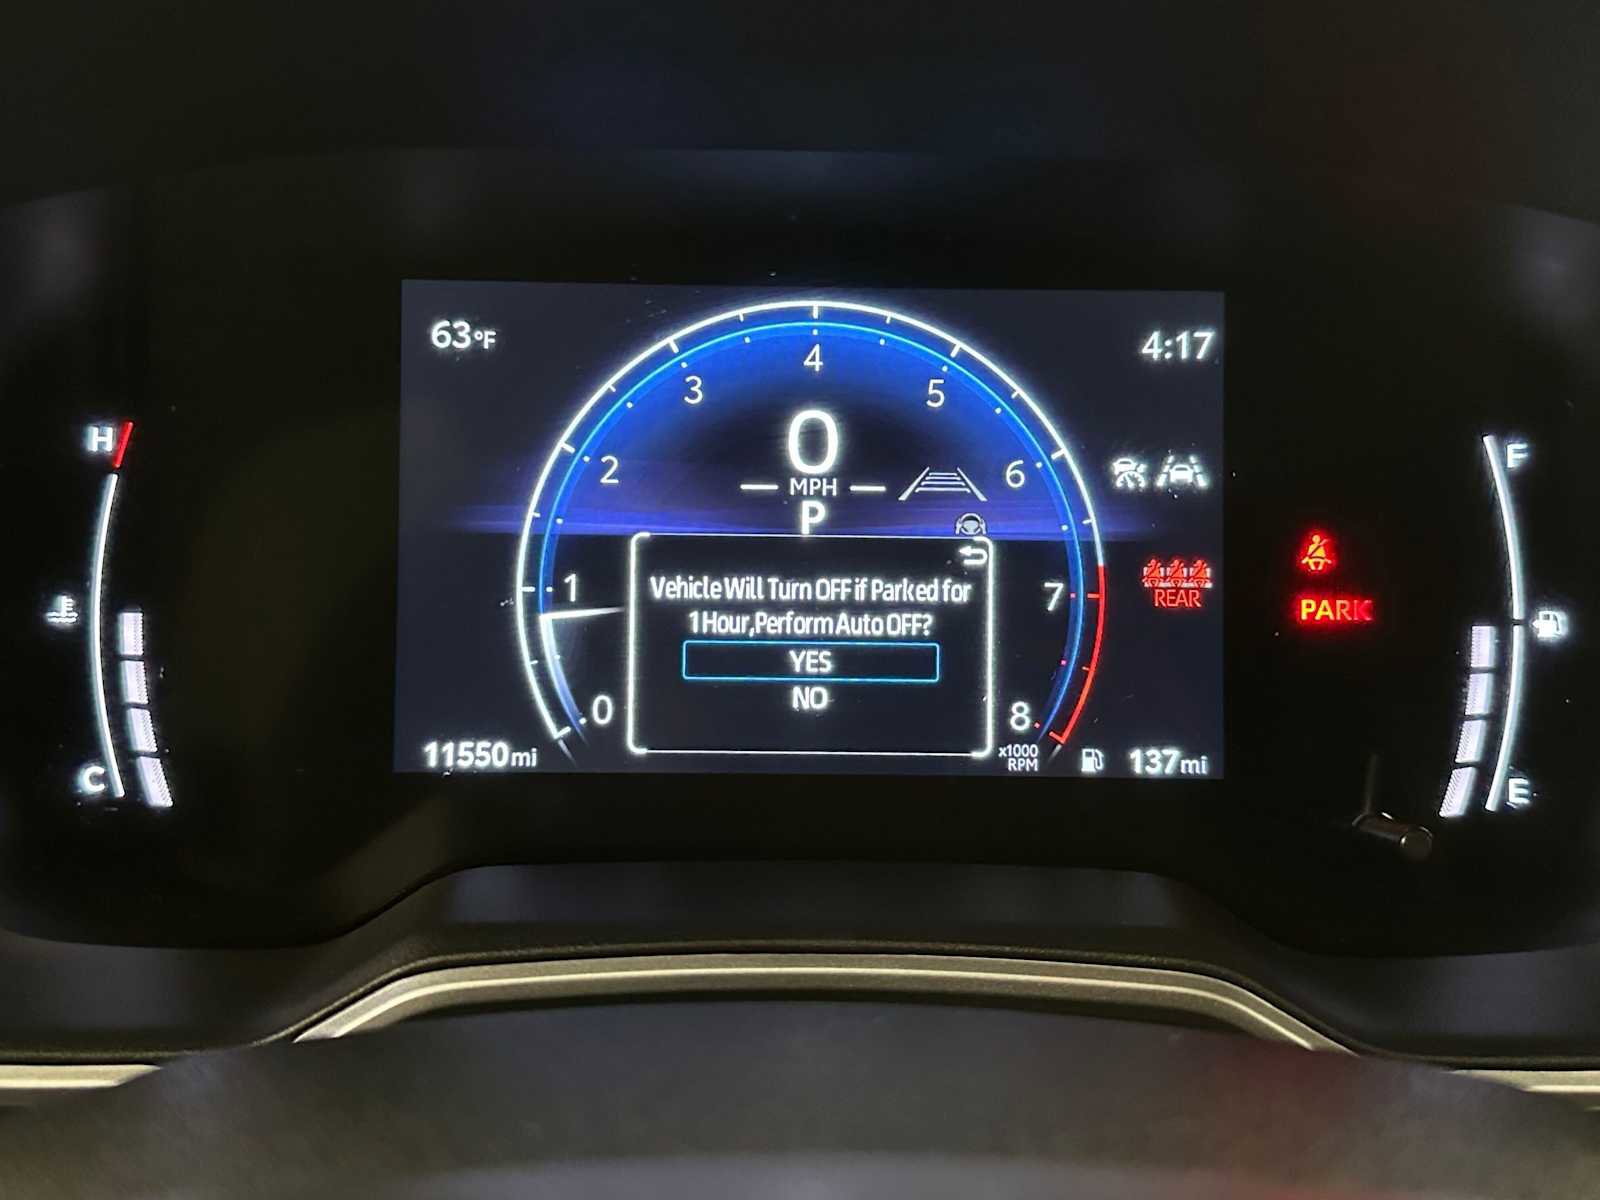 63°F
4:17
H
F
4
3
5
2
6
0
MPH
P
1
7
Vehicle Will Turn OFF if Parked for
1 Hour,Perform Auto OFF?
YES
NO
REAR
PARK
0
8
x1000
RPM
11550mi
137mi
C
E